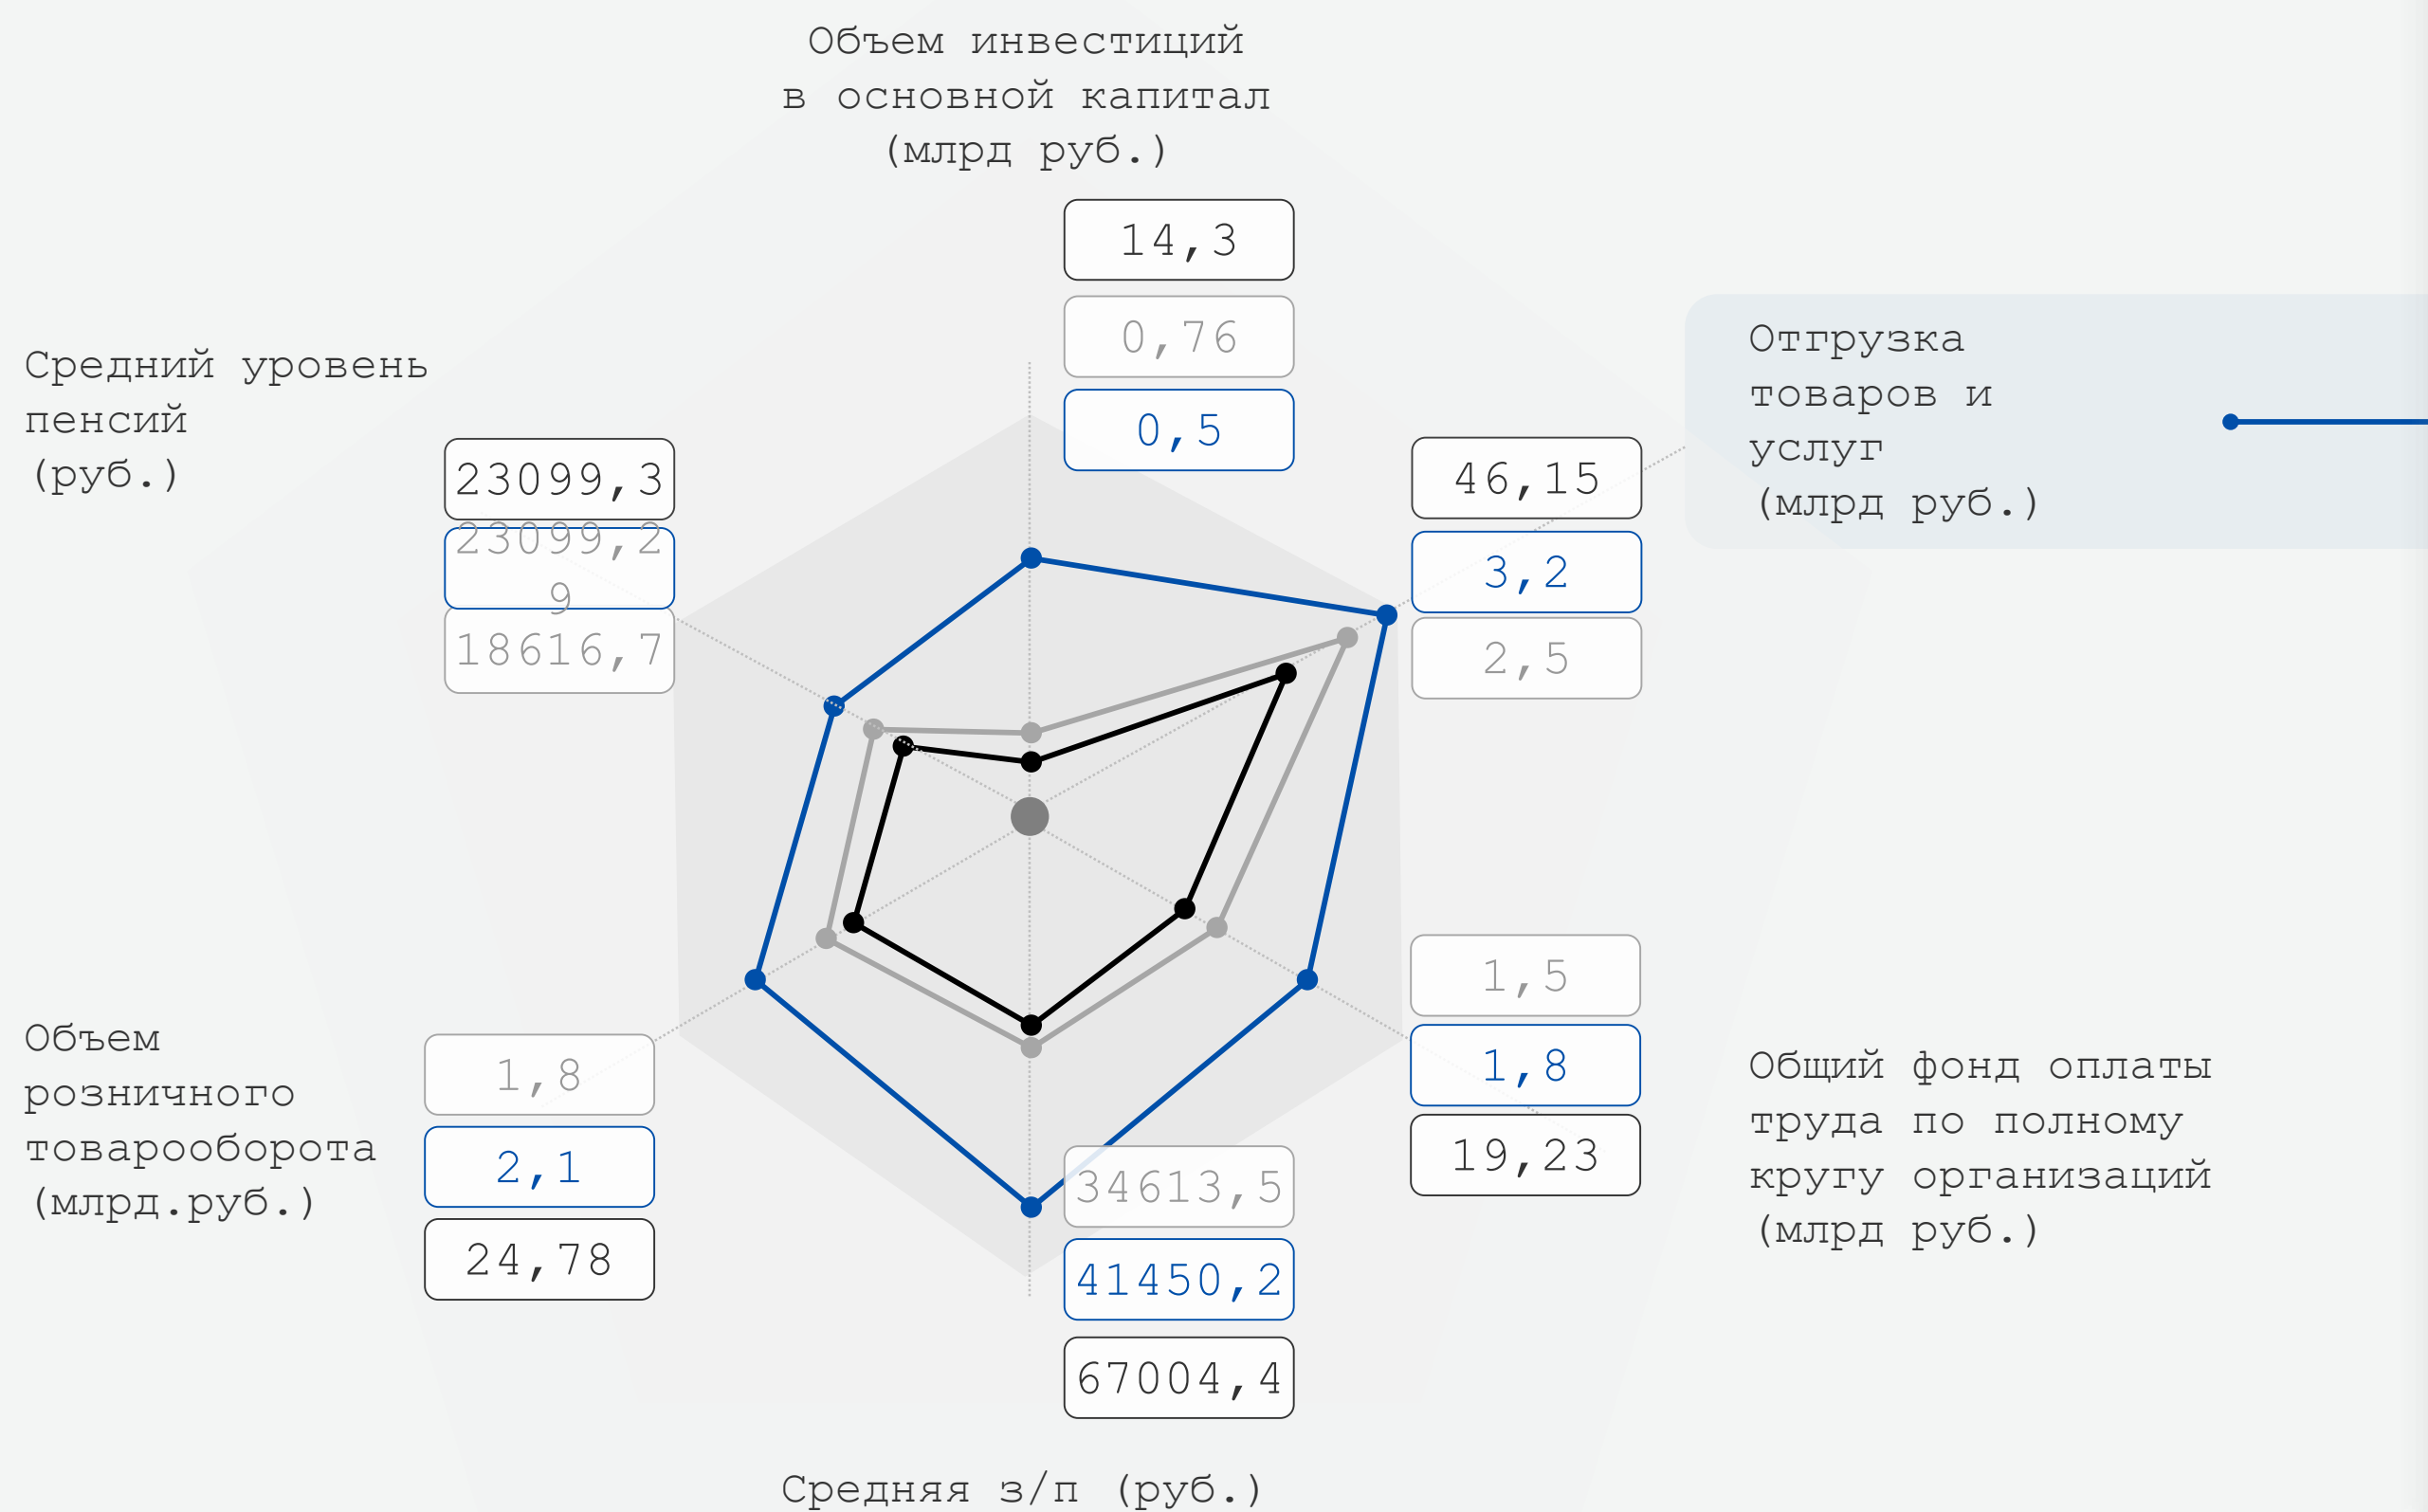 Объем инвестиций
в основной капитал
(млрд руб.)
14,3
0,76
0,5
Средний уровень
пенсий
(руб.)
23099,3
23099,2
9
18616,7
46,15
3,2
2,5
Отгрузка
товаров и
услуг
(млрд руб.)
1,5
1,8
19,23
Общий фонд оплаты
труда по полному
кругу организаций
(млрд руб.)
Объем
розничного
товарооборота
(млрд.руб.)
1,8
2,1
24,78
34613,5
41450,2
67004,4
Средняя з/п (руб.)